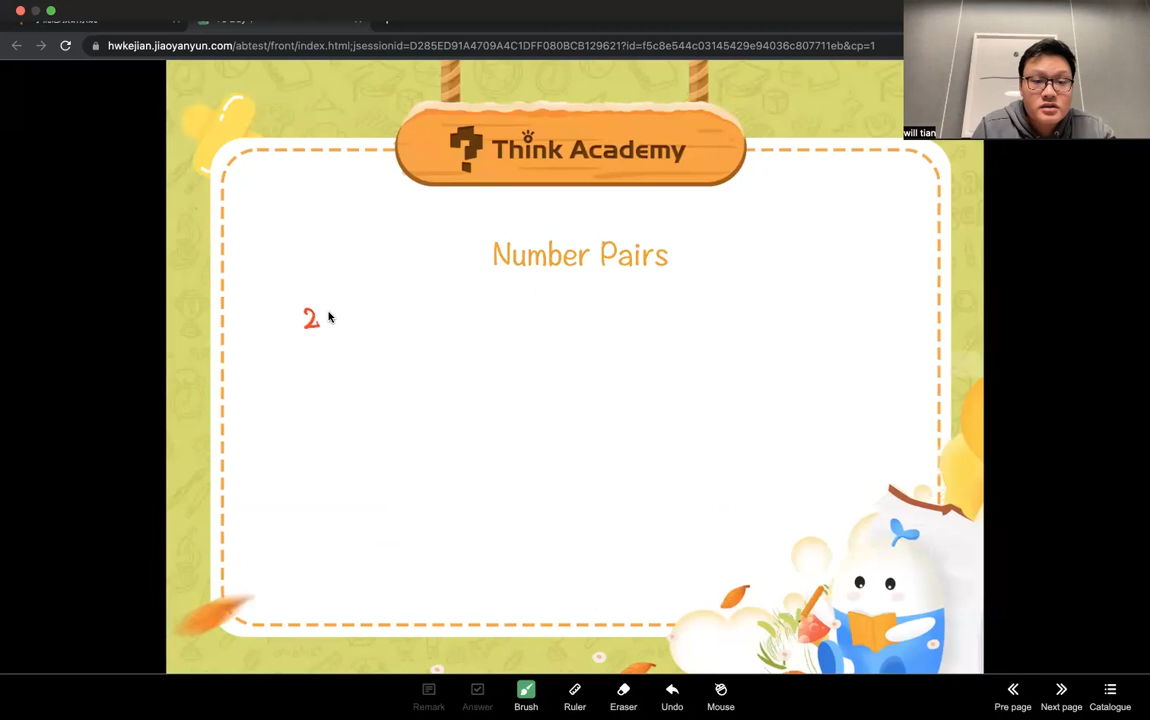 hwkejian.jiaoyanyun.com/abtest/front/index.html;jsessionid=D285ED91A4709A4C1DFF080BCB129621?id=f5c8e544c03145429e94036c807711eb&cp=1
will tian
Think Academy
Number Pairs
2
Remark
Answer
Brush
Ruler
Eraser
Undo
Mouse
Pre page
Next page
Catalogue